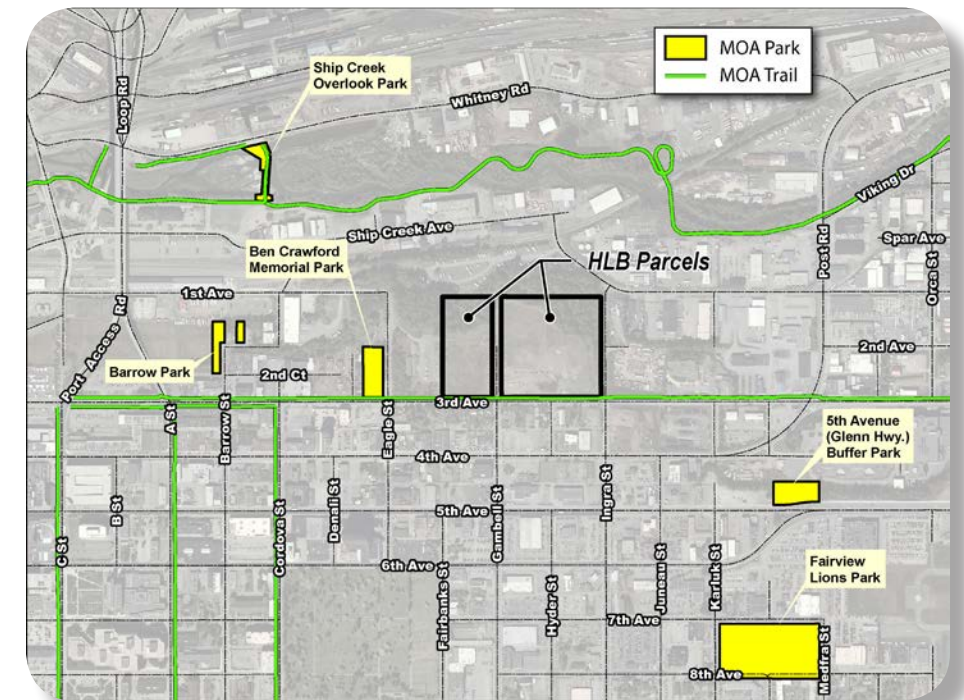 MOA Park
MOA Trail
Ship Creek
Overlook Park
Whitney Rd
Loop Rd
Viking Dr
Post Rd
Spar Ave
Orca St
Ship Creek Ave
Ben Crawford
Memorial Park
HLB Parcels
1st Ave
Port Access Rd
Barrow Park
2nd Ct
2nd Ave
3rd Ave
A St
Barrow St
Eagle St
4th Ave
5th Avenue
(Glenn Hwy.)
Buffer Park
B St
C St
Cordova St
Denali St
5th Ave
Gambell St
Ingra St
6th Ave
Fairbanks St
Hyder St
Juneau St
Karluk St
7th Ave
Fairview
Lions Park
8th Ave
Medfra St